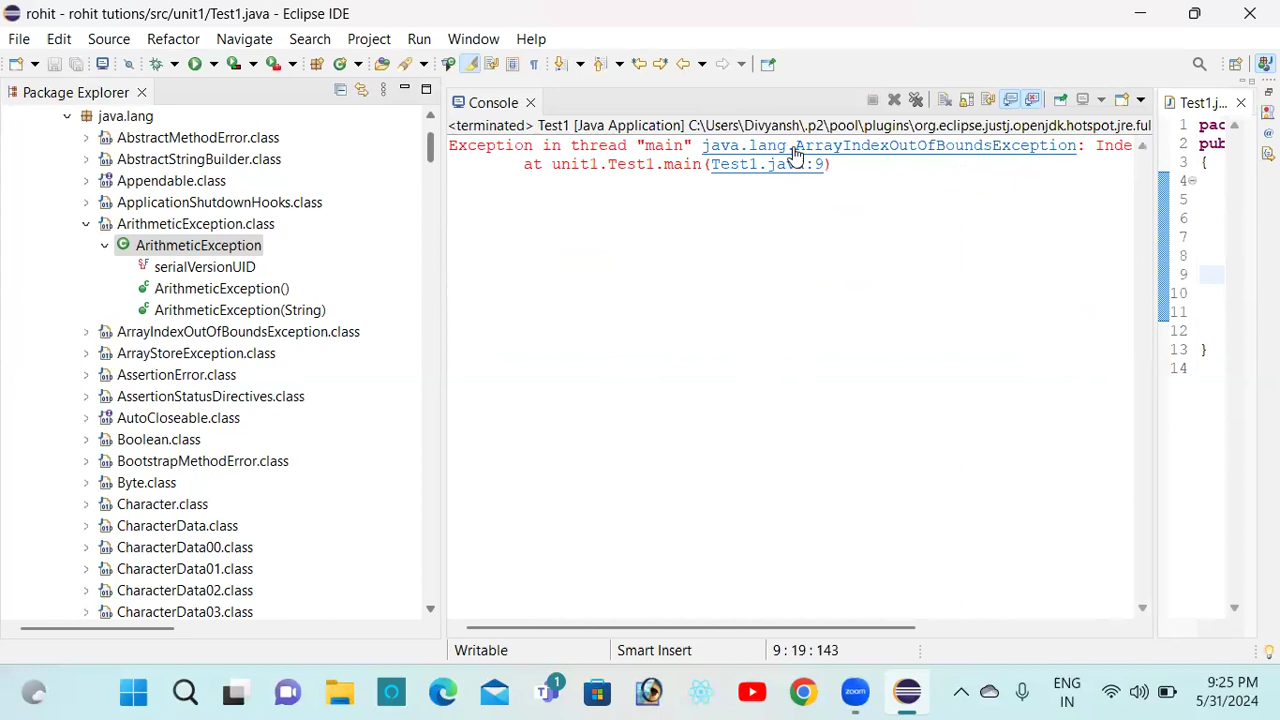 rohit - rohit tutions/src/unit1/Test1.java - Eclipse IDE
File Edit Source Refactor Navigate Search Project Run Window Help
Package Explorer
java.lang
AbstractMethodError.class
AbstractStringBuilder.class
Appendable.class
ApplicationShutdownHooks.class
ArithmeticException.class
ArithmeticException
serialVersionUID
ArithmeticException()
ArithmeticException(String)
ArrayIndexOutOfBoundsException.class
ArrayStoreException.class
AssertionError.class
AssertionStatusDirectives.class
AutoCloseable.class
Boolean.class
BootstrapMethodError.class
Byte.class
Character.class
CharacterData.class
CharacterData00.class
CharacterData01.class
CharacterData02.class
CharacterData03.class
Console
<terminated> Test1 [Java Application] C:\Users\Divyansh\.p2\pool\plugins\org.eclipse.justj.openjdk.hotspot.jre.ful
Exception in thread "main" java.lang.ArrayIndexOutOfBoundsException: Inde
at unit1.Test1.main(Test1.java:9)
Test1.j...
1 pac
2 pub
3 {
4
5
6
7
8
9
10
11
12
13 }
14
Writable Smart Insert 9 : 19 : 143
1
ENG
IN
9:25 PM
5/31/2024
zoom